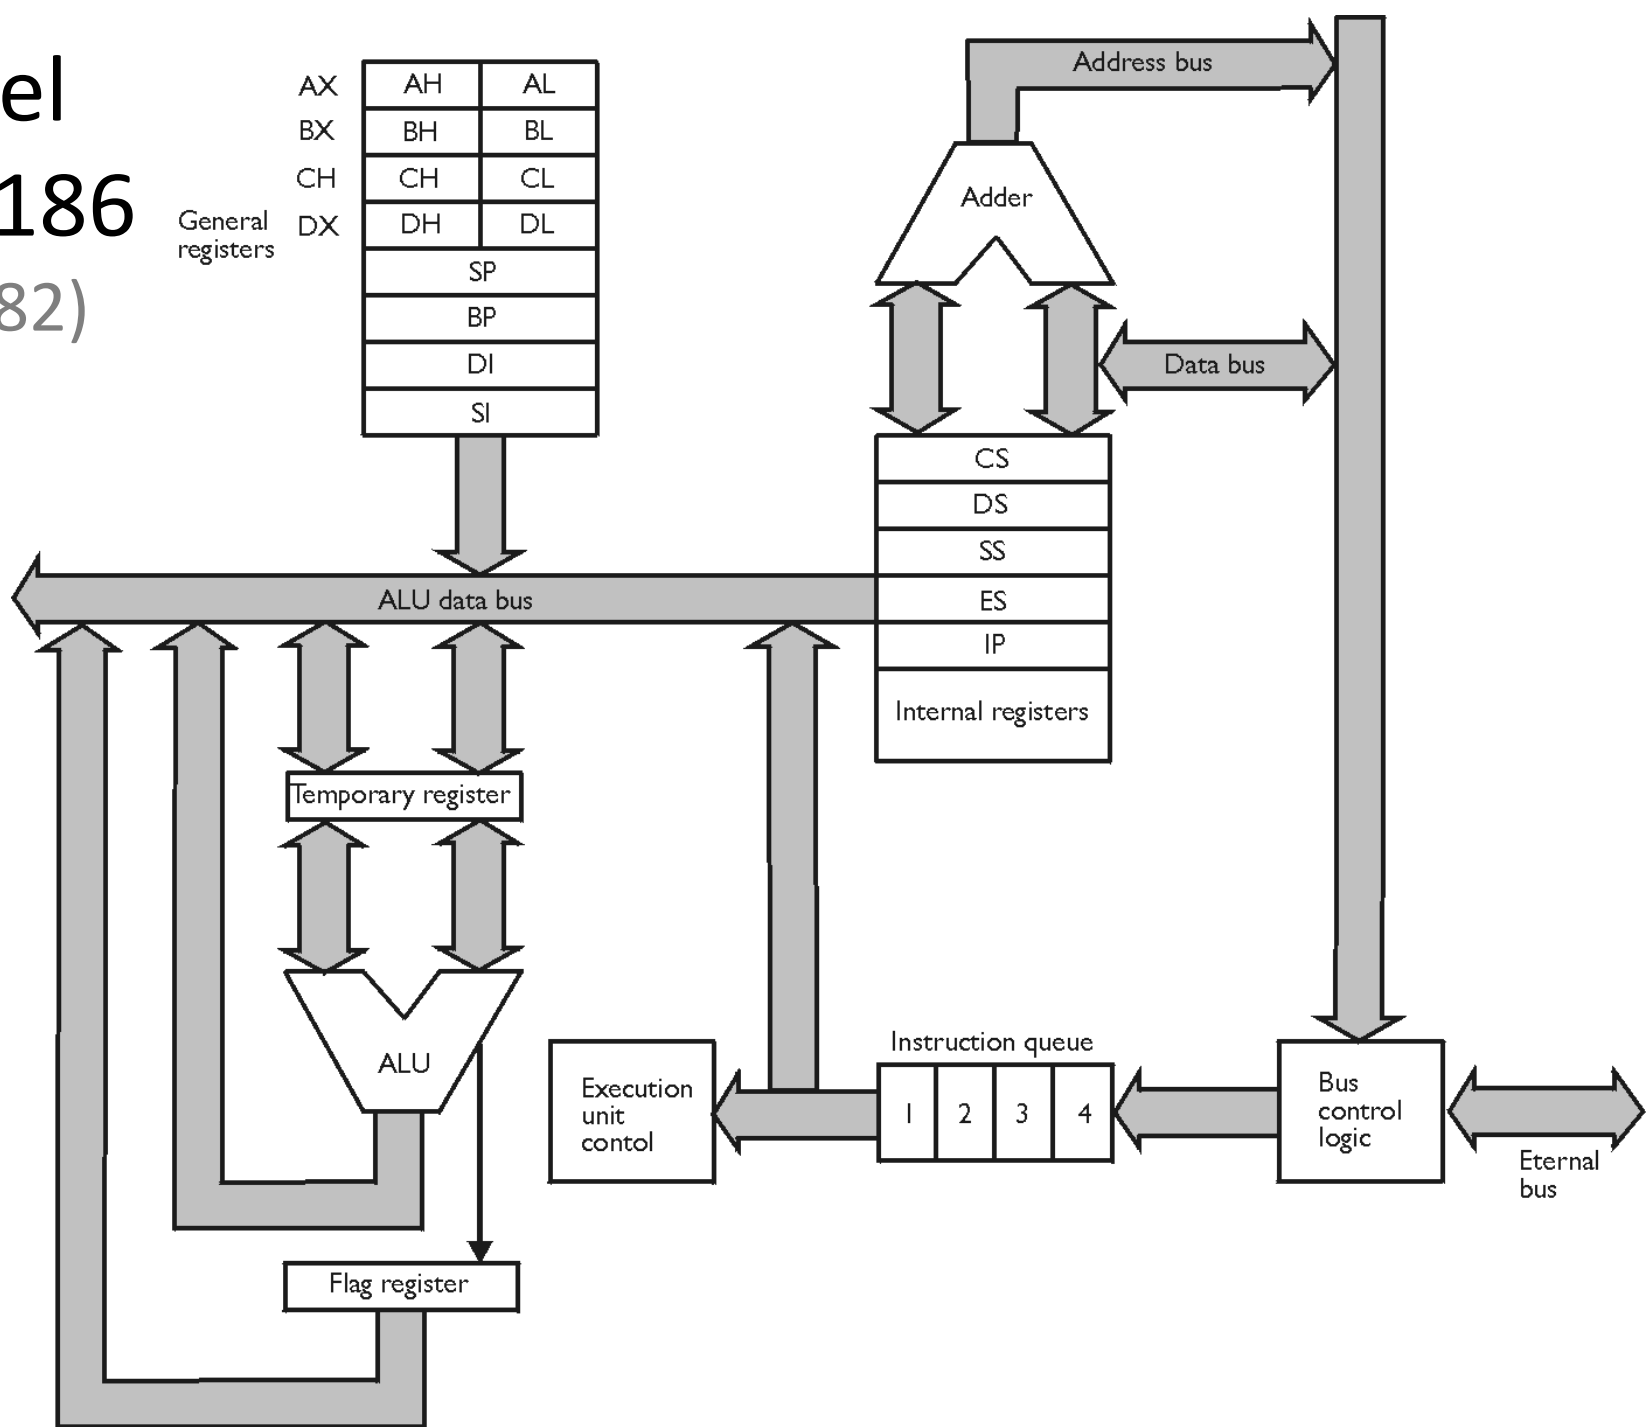 el
186
82)
AX AH AL
BX BH BL
CH CH CL
General registers
DX DH DL
SP
BP
DI
SI
Address bus
Adder
Data bus
CS
DS
SS
ES
IP
Internal registers
ALU data bus
Temporary register
ALU
Flag register
Execution
unit
contol
Instruction queue
1 2 3 4
Bus
control
logic
Eternal
bus